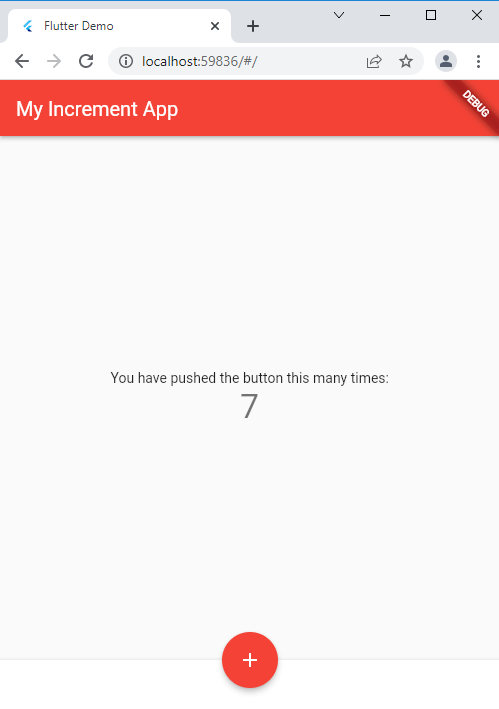 Flutter Demo
localhost:59836/#/
My Increment App
DEBUG
You have pushed the button this many times:
7